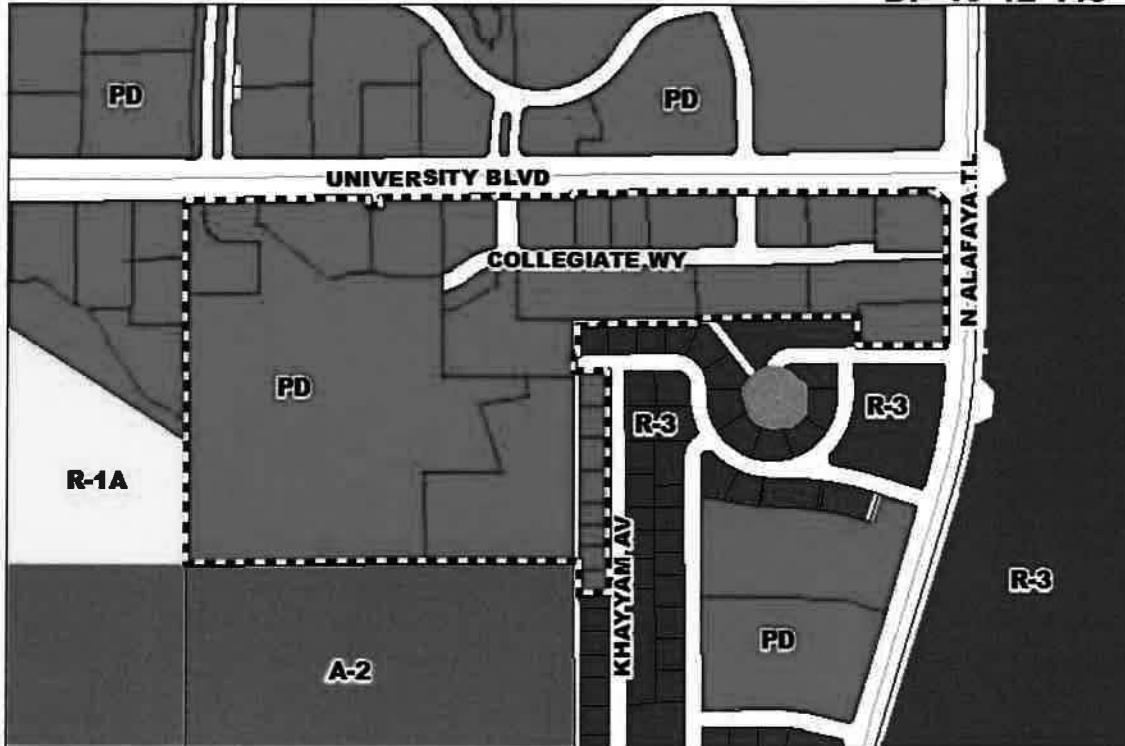 PD
PD
UNIVERSITY BLVD
N ALAFAYA TL
COLLEGIATE WY
PD
R-3
R-3
R-1A
KHAYYAM AV
R-3
PD
A-2